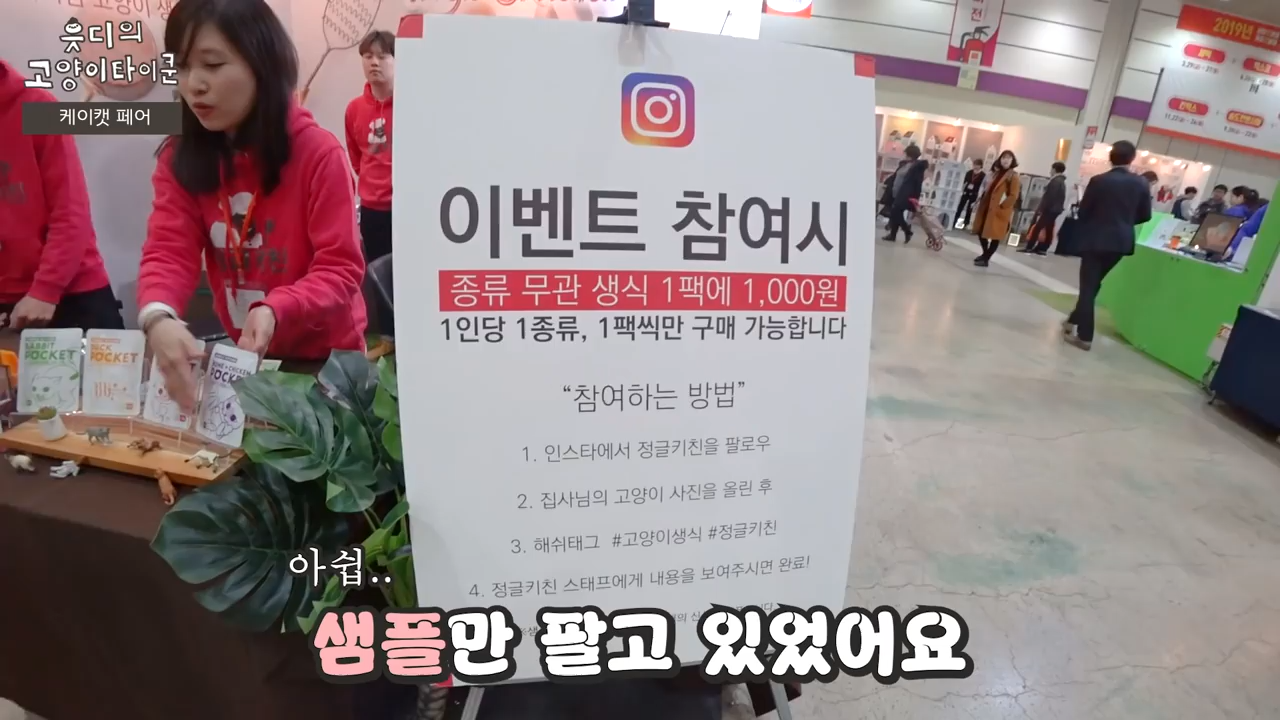 읏디의
고양이타이쿤
케이캣 페어
이벤트 참여시
종류 무관 생식 1팩에 1,000원
1인당 1종류, 1팩씩만 구매 가능합니다
“참여하는 방법”
1. 인스타에서 정글키친을 팔로우
2. 집사님의 고양이 사진을 올린 후
3. 해쉬태그 #고양이생식 #정글키친
4. 정글키친 스태프에게 내용을 보여주시면 완료!
RABBIT
POCKET
POCKET
2019년
아쉽..
샘플만 팔고 있었어요